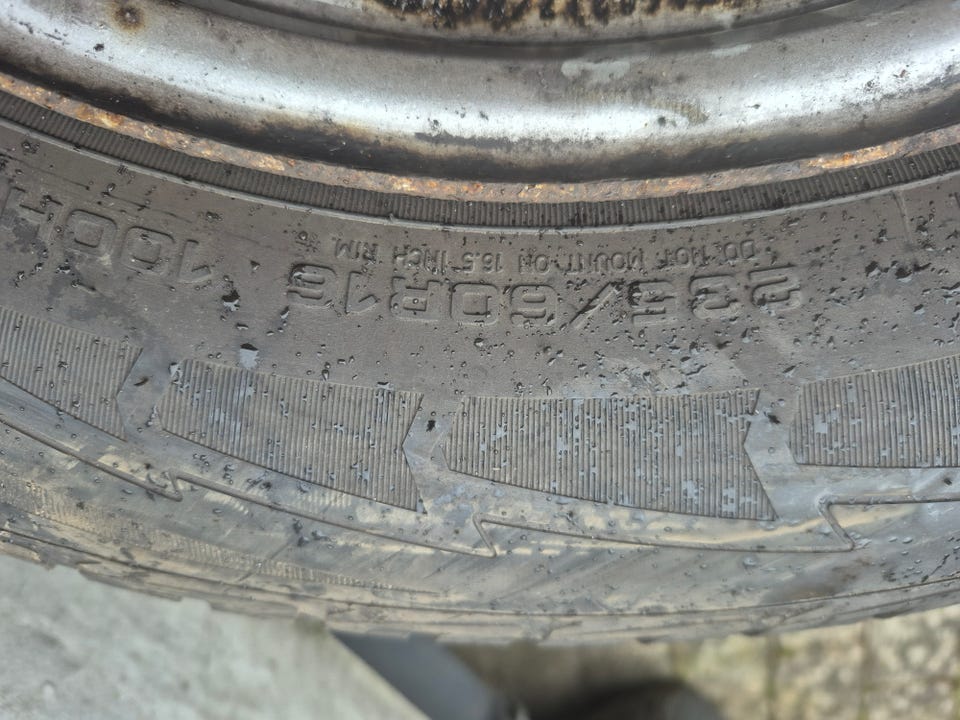 235/60R16 100H
DO NOT MOUNT ON 16.5 INCH RIM.